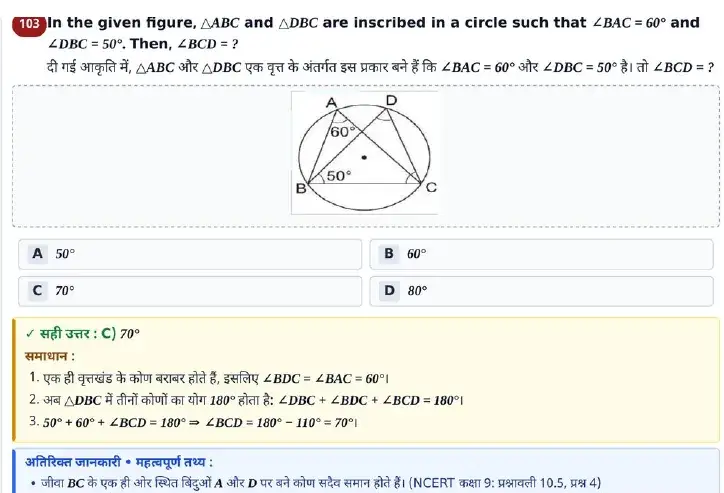 103 In the given figure, △ABC and △DBC are inscribed in a circle such that ∠BAC = 60° and
∠DBC = 50°. Then, ∠BCD = ?
दी गई आकृति में, △ABC और △DBC एक वृत्त के अंतर्गत इस प्रकार बने हैं कि ∠BAC = 60° और ∠DBC = 50° है। तो ∠BCD = ?
A D
60°
50°
B C
A 50°
B 60°
C 70°
D 80°
✓ सही उत्तर : C) 70°
समाधान :
1. एक ही वृत्तखंड के कोण बराबर होते हैं, इसलिए ∠BDC = ∠BAC = 60°।
2. अब △DBC में तीनों कोणों का योग 180° होता है: ∠DBC + ∠BDC + ∠BCD = 180°।
3. 50° + 60° + ∠BCD = 180° ⇒ ∠BCD = 180° − 110° = 70°।
अतिरिक्त जानकारी • महत्वपूर्ण तथ्य :
• जीवा BC के एक ही ओर स्थित बिंदुओं A और D पर बने कोण सदैव समान होते हैं। (NCERT कक्षा 9: प्रश्नावली 10.5, प्रश्न 4)